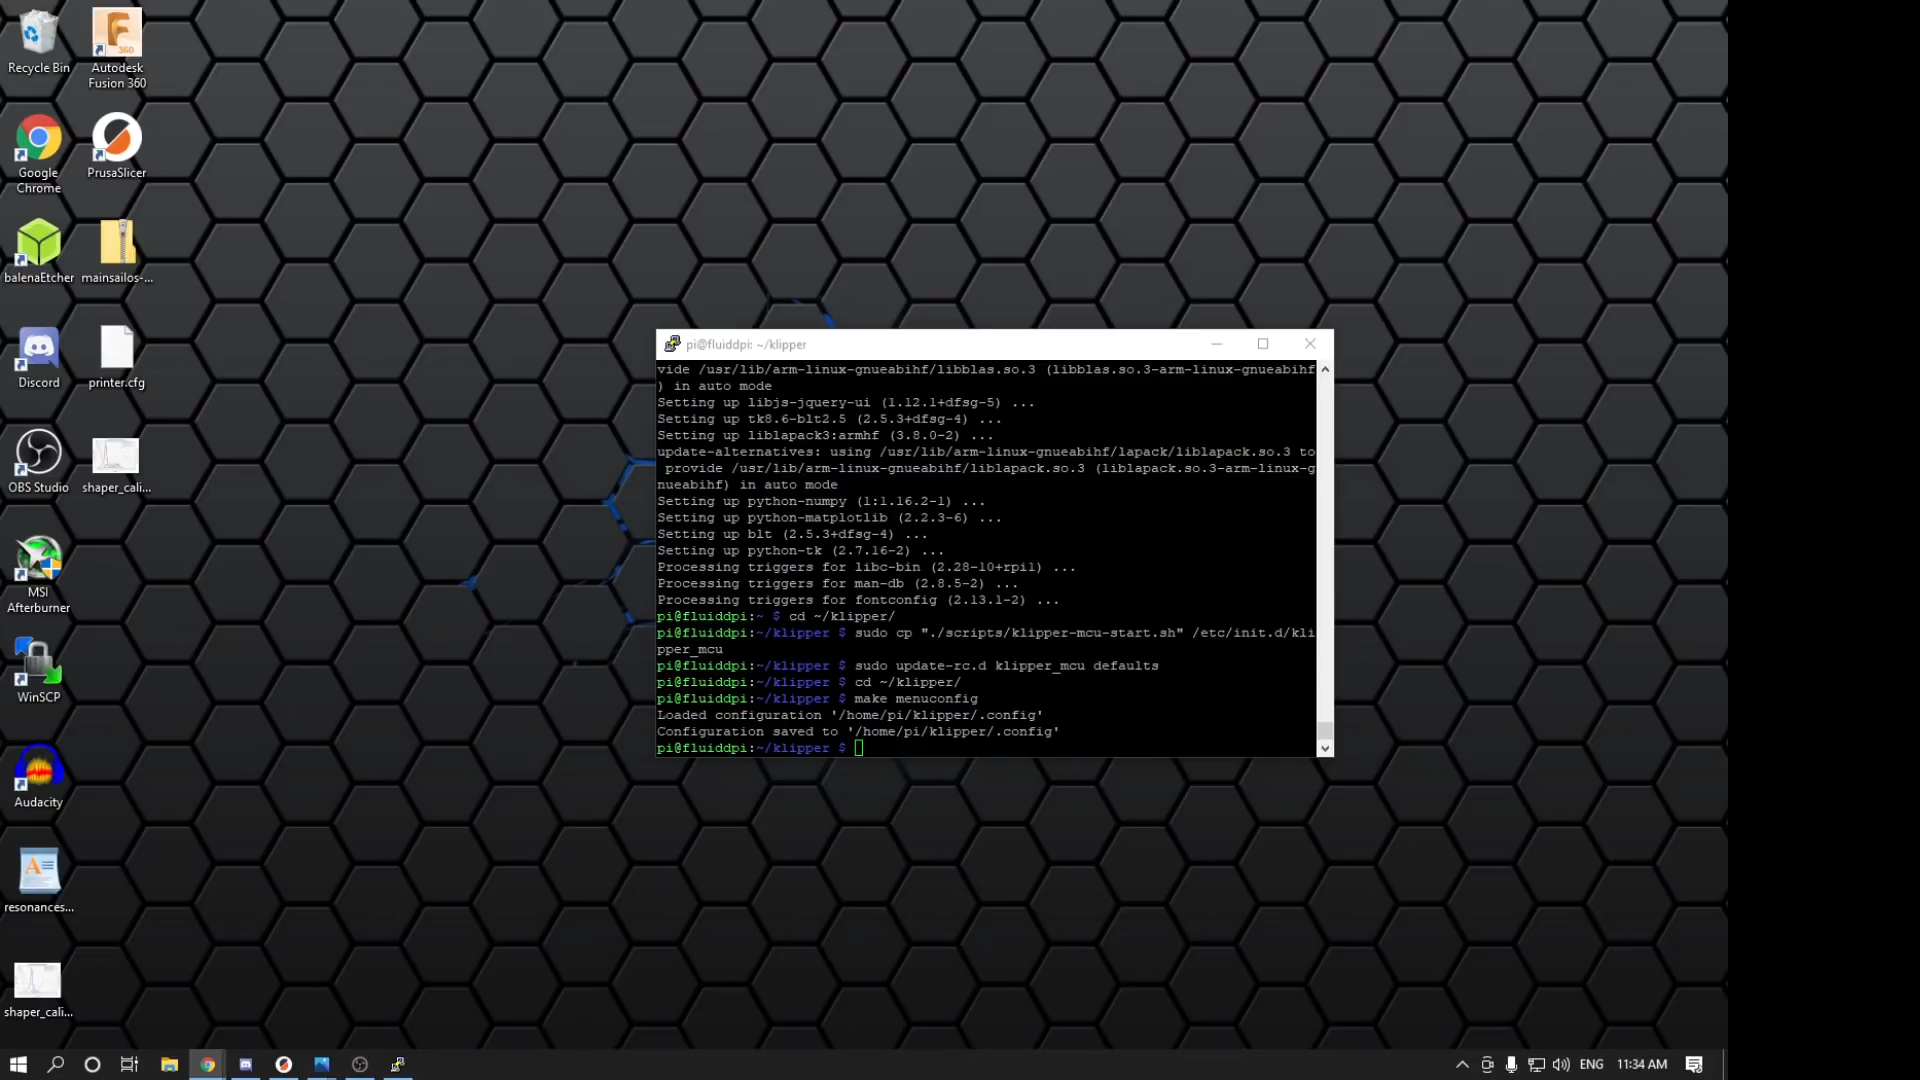 Recycle Bin
Autodesk
Fusion 360
Google
Chrome
PrusaSlicer
balenaEtcher
mainsailos-...
Discord
printer.cfg
OBS Studio
shaper_cali...
MSI
Afterburner
WinSCP
Audacity
resonances...
shaper_cali...
pi@fluiddpi: ~/klipper
vide /usr/lib/arm-linux-gnueabihf/libblas.so.3 (libblas.so.3-arm-linux-gnueabihf
) in auto mode
Setting up libjs-jquery-ui (1.12.1+dfsg-5) ...
Setting up tk8.6-blt2.5 (2.5.3+dfsg-4) ...
Setting up liblapack3:armhf (3.8.0-2) ...
update-alternatives: using /usr/lib/arm-linux-gnueabihf/lapack/liblapack.so.3 to
 provide /usr/lib/arm-linux-gnueabihf/liblapack.so.3 (liblapack.so.3-arm-linux-g
nueabihf) in auto mode
Setting up python-numpy (1:1.16.2-1) ...
Setting up python-matplotlib (2.2.3-6) ...
Setting up blt (2.5.3+dfsg-4) ...
Setting up python-tk (2.7.16-2) ...
Processing triggers for libc-bin (2.28-10+rpi1) ...
Processing triggers for man-db (2.8.5-2) ...
Processing triggers for fontconfig (2.13.1-2) ...
pi@fluiddpi:~ $ cd ~/klipper/
pi@fluiddpi:~/klipper $ sudo cp "./scripts/klipper-mcu-start.sh" /etc/init.d/kli
pper_mcu
pi@fluiddpi:~/klipper $ sudo update-rc.d klipper_mcu defaults
pi@fluiddpi:~/klipper $ cd ~/klipper/
pi@fluiddpi:~/klipper $ make menuconfig
Loaded configuration '/home/pi/klipper/.config'
Configuration saved to '/home/pi/klipper/.config'
pi@fluiddpi:~/klipper $
ENG 11:34 AM